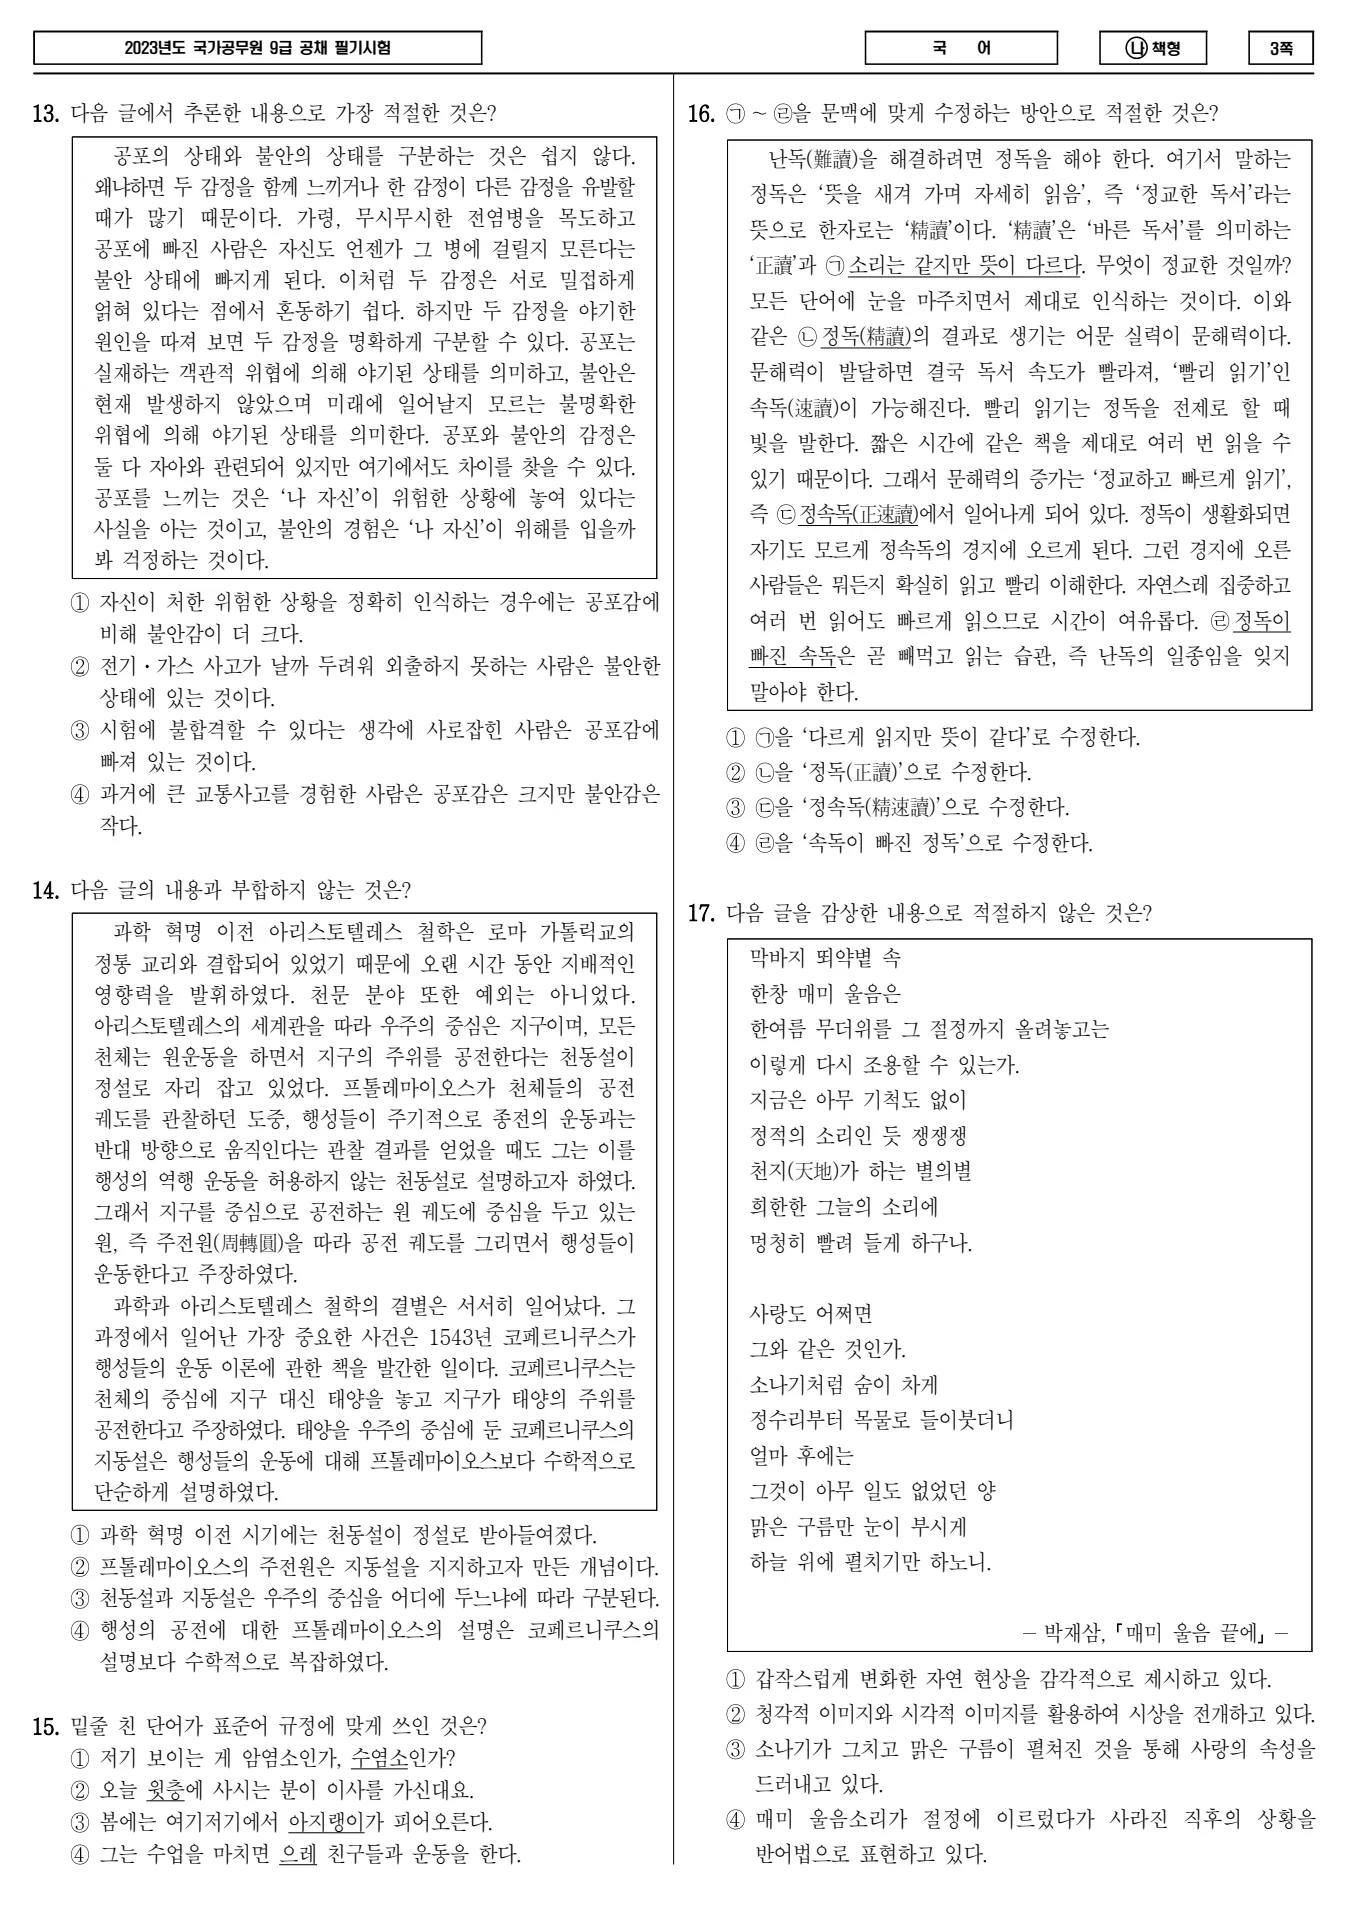 2023년도 국가공무원 9급 공채 필기시험
국 어
㉯ 책형
3쪽
13. 다음 글에서 추론한 내용으로 가장 적절한 것은?
공포의 상태와 불안의 상태를 구분하는 것은 쉽지 않다.
왜냐하면 두 감정을 함께 느끼거나 한 감정이 다른 감정을 유발할
때가 많기 때문이다. 가령, 무시무시한 전염병을 목도하고
공포에 빠진 사람은 자신도 언젠가 그 병에 걸릴지 모른다는
불안 상태에 빠지게 된다. 이처럼 두 감정은 서로 밀접하게
얽혀 있다는 점에서 혼동하기 쉽다. 하지만 두 감정을 야기한
원인을 따져 보면 두 감정을 명확하게 구분할 수 있다. 공포는
실재하는 객관적 위협에 의해 야기된 상태를 의미하고, 불안은
현재 발생하지 않았으며 미래에 일어날지 모르는 불명확한
위협에 의해 야기된 상태를 의미한다. 공포와 불안의 감정은
둘 다 자아와 관련되어 있지만 여기에서도 차이를 찾을 수 있다.
공포를 느끼는 것은 ‘나 자신’이 위험한 상황에 놓여 있다는
사실을 아는 것이고, 불안의 경험은 ‘나 자신’이 위해를 입을까
봐 걱정하는 것이다.
① 자신이 처한 위험한 상황을 정확히 인식하는 경우에는 공포감에
비해 불안감이 더 크다.
② 전기・가스 사고가 날까 두려워 외출하지 못하는 사람은 불안한
상태에 있는 것이다.
③ 시험에 불합격할 수 있다는 생각에 사로잡힌 사람은 공포감에
빠져 있는 것이다.
④ 과거에 큰 교통사고를 경험한 사람은 공포감은 크지만 불안감은
작다.
14. 다음 글의 내용과 부합하지 않는 것은?
과학 혁명 이전 아리스토텔레스 철학은 로마 가톨릭교의
정통 교리와 결합되어 있었기 때문에 오랜 시간 동안 지배적인
영향력을 발휘하였다. 천문 분야 또한 예외는 아니었다.
아리스토텔레스의 세계관을 따라 우주의 중심은 지구이며, 모든
천체는 원운동을 하면서 지구의 주위를 공전한다는 천동설이
정설로 자리 잡고 있었다. 프톨레마이오스가 천체들의 공전
궤도를 관찰하던 도중, 행성들이 주기적으로 종전의 운동과는
반대 방향으로 움직인다는 관찰 결과를 얻었을 때도 그는 이를
행성의 역행 운동을 허용하지 않는 천동설로 설명하고자 하였다.
그래서 지구를 중심으로 공전하는 원 궤도에 중심을 두고 있는
원, 즉 주전원(周轉圓)을 따라 공전 궤도를 그리면서 행성들이
운동한다고 주장하였다.
과학과 아리스토텔레스 철학의 결별은 서서히 일어났다. 그
과정에서 일어난 가장 중요한 사건은 1543년 코페르니쿠스가
행성들의 운동 이론에 관한 책을 발간한 일이다. 코페르니쿠스는
천체의 중심에 지구 대신 태양을 놓고 지구가 태양의 주위를
공전한다고 주장하였다. 태양을 우주의 중심에 둔 코페르니쿠스의
지동설은 행성들의 운동에 대해 프톨레마이오스보다 수학적으로
단순하게 설명하였다.
① 과학 혁명 이전 시기에는 천동설이 정설로 받아들여졌다.
② 프톨레마이오스의 주전원은 지동설을 지지하고자 만든 개념이다.
③ 천동설과 지동설은 우주의 중심을 어디에 두느냐에 따라 구분된다.
④ 행성의 공전에 대한 프톨레마이오스의 설명은 코페르니쿠스의
설명보다 수학적으로 복잡하였다.
15. 밑줄 친 단어가 표준어 규정에 맞게 쓰인 것은?
① 저기 보이는 게 암염소인가, 수염소인가?
② 오늘 윗층에 사시는 분이 이사를 가신대요.
③ 봄에는 여기저기에서 아지랭이가 피어오른다.
④ 그는 수업을 마치면 으레 친구들과 운동을 한다.
16. ㉠ ~ ㉣을 문맥에 맞게 수정하는 방안으로 적절한 것은?
난독(難讀)을 해결하려면 정독을 해야 한다. 여기서 말하는
정독은 ‘뜻을 새겨 가며 자세히 읽음’, 즉 ‘정교한 독서’라는
뜻으로 한자로는 ‘精讀’이다. ‘精讀’은 ‘바른 독서’를 의미하는
‘正讀’과 ㉠ 소리는 같지만 뜻이 다르다. 무엇이 정교한 것일까?
모든 단어에 눈을 마주치면서 제대로 인식하는 것이다. 이와
같은 ㉡ 정독(精讀)의 결과로 생기는 어문 실력이 문해력이다.
문해력이 발달하면 결국 독서 속도가 빨라져, ‘빨리 읽기’인
속독(速讀)이 가능해진다. 빨리 읽기는 정독을 전제로 할 때
빛을 발한다. 짧은 시간에 같은 책을 제대로 여러 번 읽을 수
있기 때문이다. 그래서 문해력의 증가는 ‘정교하고 빠르게 읽기’,
즉 ㉢ 정속독(正速讀)에서 일어나게 되어 있다. 정독이 생활화되면
자기도 모르게 정속독의 경지에 오르게 된다. 그런 경지에 오른
사람들은 뭐든지 확실히 읽고 빨리 이해한다. 자연스레 집중하고
여러 번 읽어도 빠르게 읽으므로 시간이 여유롭다. ㉣ 정독이
빠진 속독은 곧 빼먹고 읽는 습관, 즉 난독의 일종임을 잊지
말아야 한다.
① ㉠을 ‘다르게 읽지만 뜻이 같다’로 수정한다.
② ㉡을 ‘정독(正讀)’으로 수정한다.
③ ㉢을 ‘정속독(精速讀)’으로 수정한다.
④ ㉣을 ‘속독이 빠진 정독’으로 수정한다.
17. 다음 글을 감상한 내용으로 적절하지 않은 것은?
막바지 뙤약볕 속
한창 매미 울음은
한여름 무더위를 그 절정까지 올려놓고는
이렇게 다시 조용할 수 있는가.
지금은 아무 기척도 없이
정적의 소리인 듯 쟁쟁쟁
천지(天地)가 하는 별의별
희한한 그늘의 소리에
멍청히 빨려 들게 하구나.
사랑도 어쩌면
그와 같은 것인가.
소나기처럼 숨이 차게
정수리부터 목물로 들이붓더니
얼마 후에는
그것이 아무 일도 없었던 양
맑은 구름만 눈이 부시게
하늘 위에 펼치기만 하노니.
– 박재삼, 「매미 울음 끝에」 –
① 갑작스럽게 변화한 자연 현상을 감각적으로 제시하고 있다.
② 청각적 이미지와 시각적 이미지를 활용하여 시상을 전개하고 있다.
③ 소나기가 그치고 맑은 구름이 펼쳐진 것을 통해 사랑의 속성을
드러내고 있다.
④ 매미 울음소리가 절정에 이르렀다가 사라진 직후의 상황을
반어법으로 표현하고 있다.